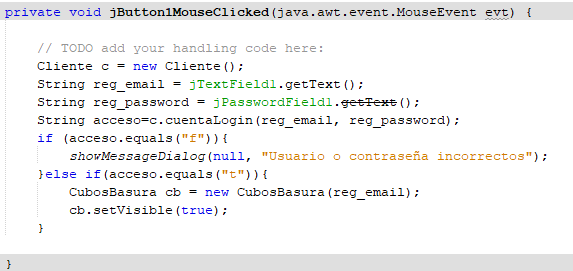 private void jButton1MouseClicked(java.awt.event.MouseEvent evt) {
// TODO add your handling code here:
Cliente c = new Cliente();
String reg_email = jTextField1.getText();
String reg_password = jPasswordField1.getText();
String acceso=c.cuentaLogin(reg_email, reg_password);
if (acceso.equals("f")){
showMessageDialog(null, "Usuario o contraseña incorrectos");
}else if(acceso.equals("t")){
CubosBasura cb = new CubosBasura(reg_email);
cb.setVisible(true);
}
}